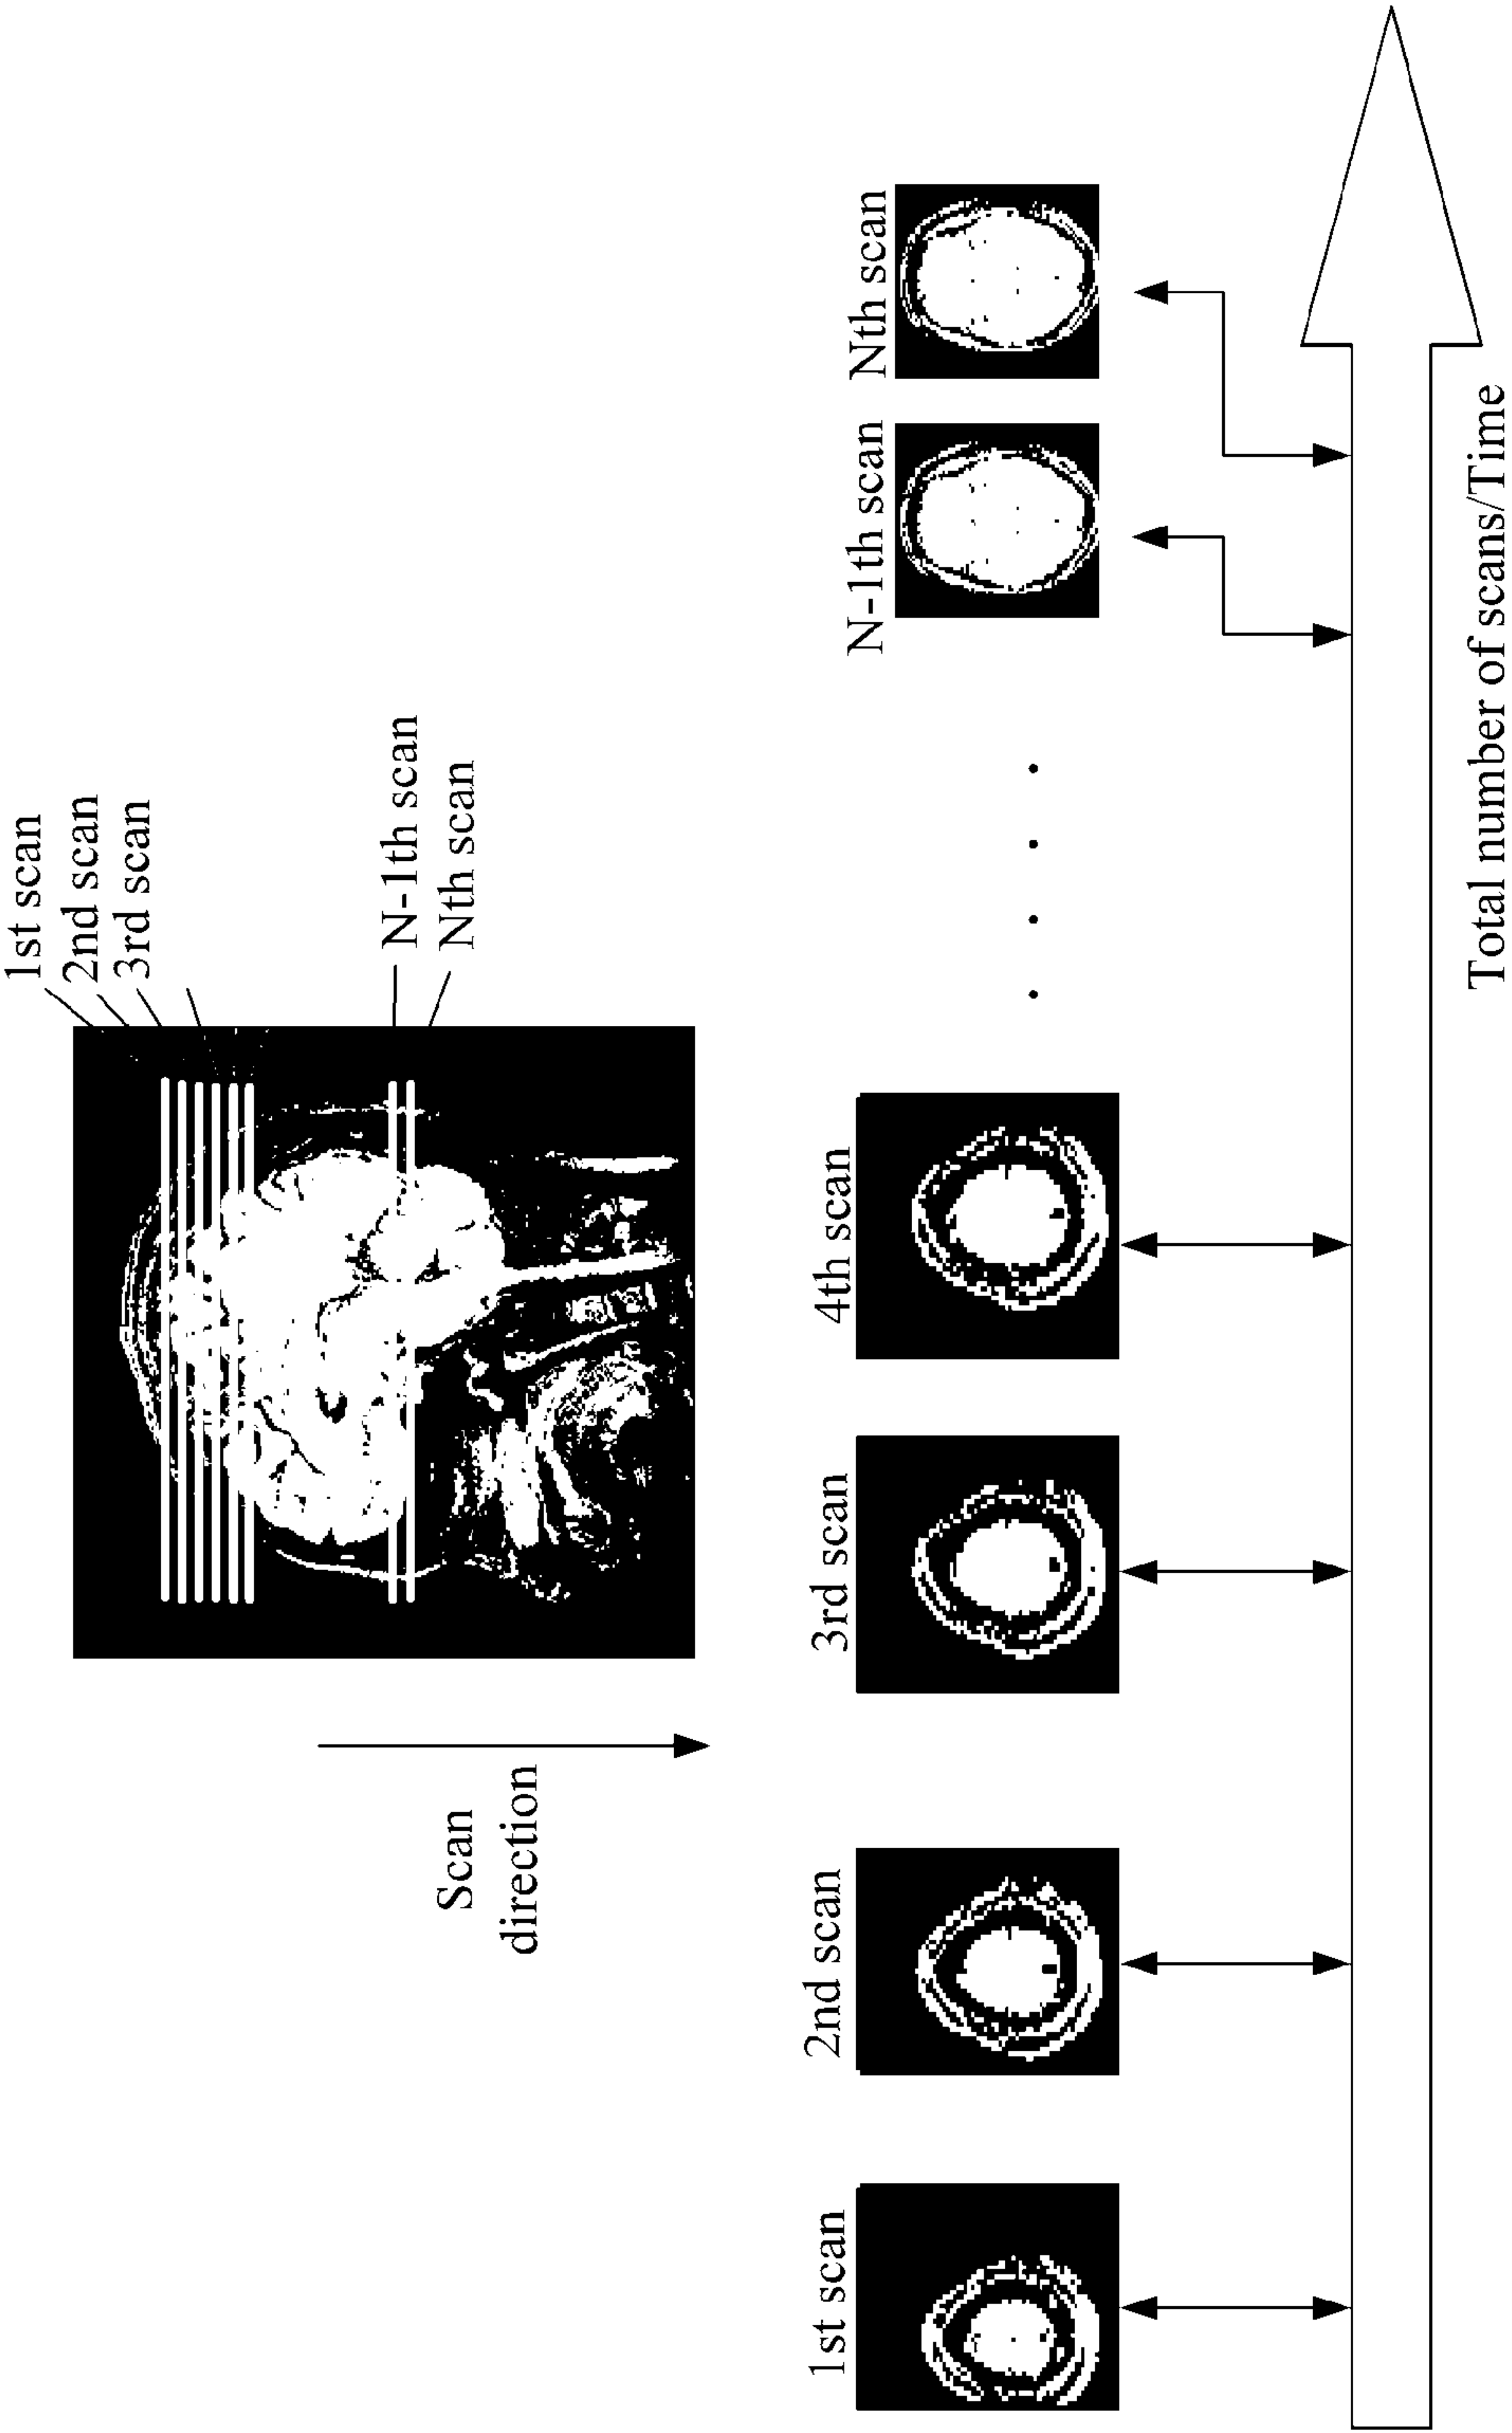 1st scan
2nd scan
3rd scan
N-1th scan
Nth scan
Scan
direction
1st scan
2nd scan
3rd scan
4th scan
N-1th scan
Nth scan
Total number of scans/Time